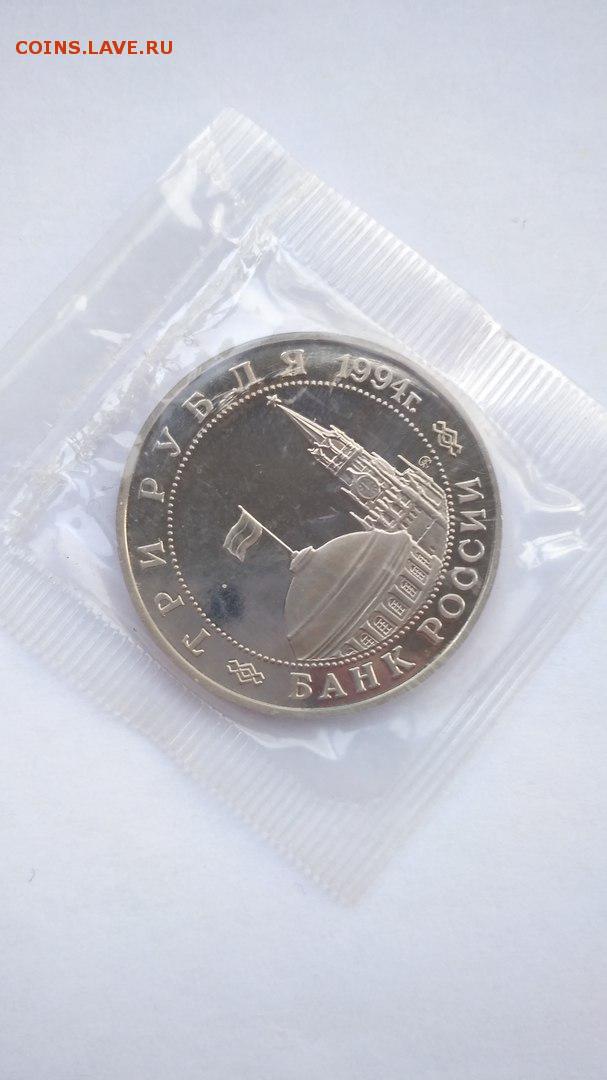 COINS.LAVE.RU
ТРИ РУБЛЯ 1994г.
БАНК РОССИИ